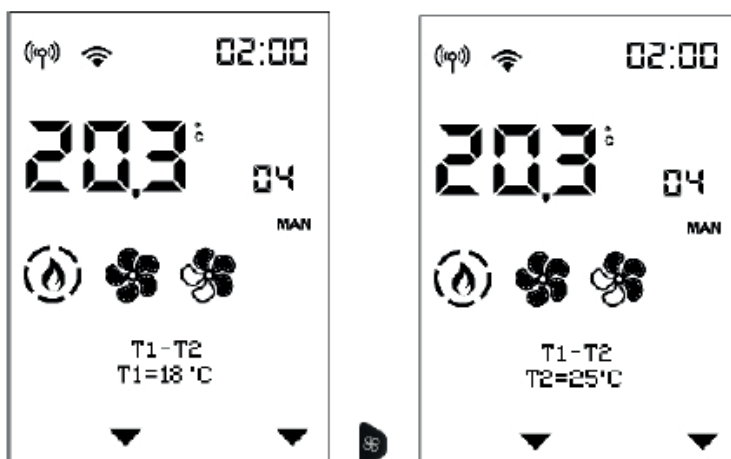 02:00
20.3 °C
04
MAN
T1-T2
T1=18 °C
02:00
20.3 °C
04
MAN
T1-T2
T2=25°C